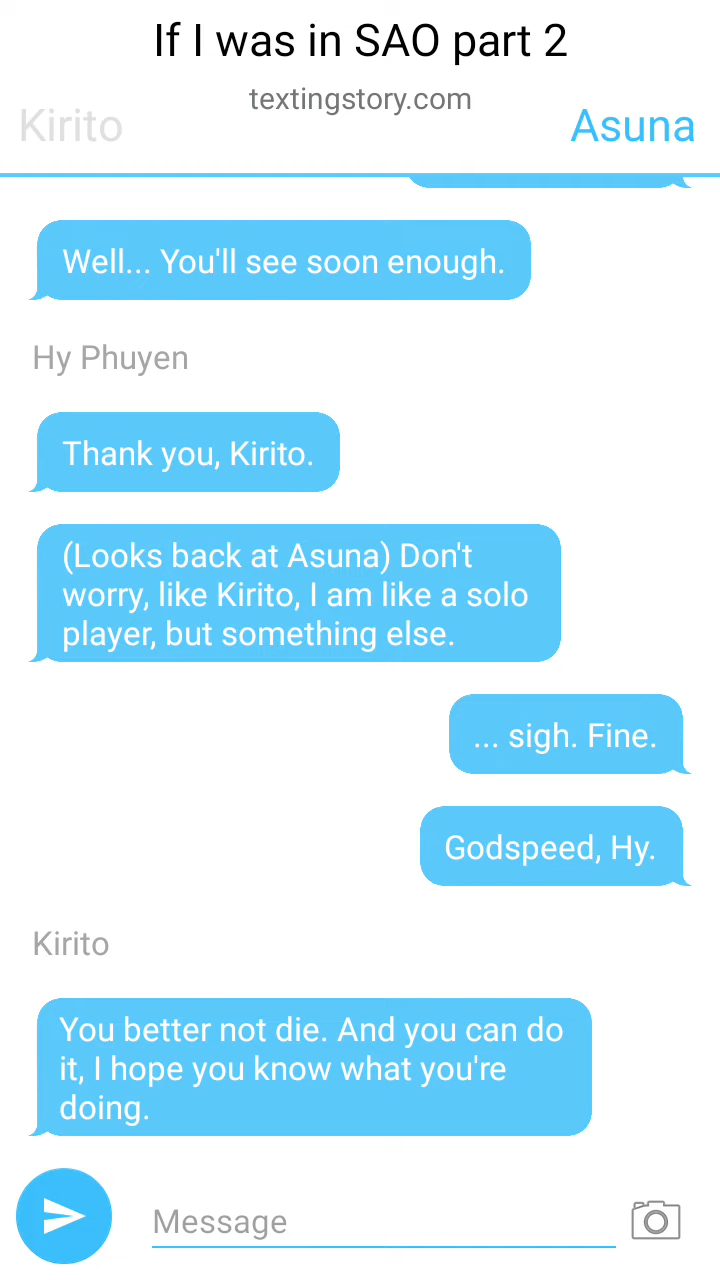 If I was in SAO part 2
textingstory.com
Kirito
Asuna
Well... You'll see soon enough.
Hy Phuyen
Thank you, Kirito.
(Looks back at Asuna) Don't
worry, like Kirito, I am like a solo
player, but something else.
... sigh. Fine.
Godspeed, Hy.
Kirito
You better not die. And you can do
it, I hope you know what you're
doing.
Message